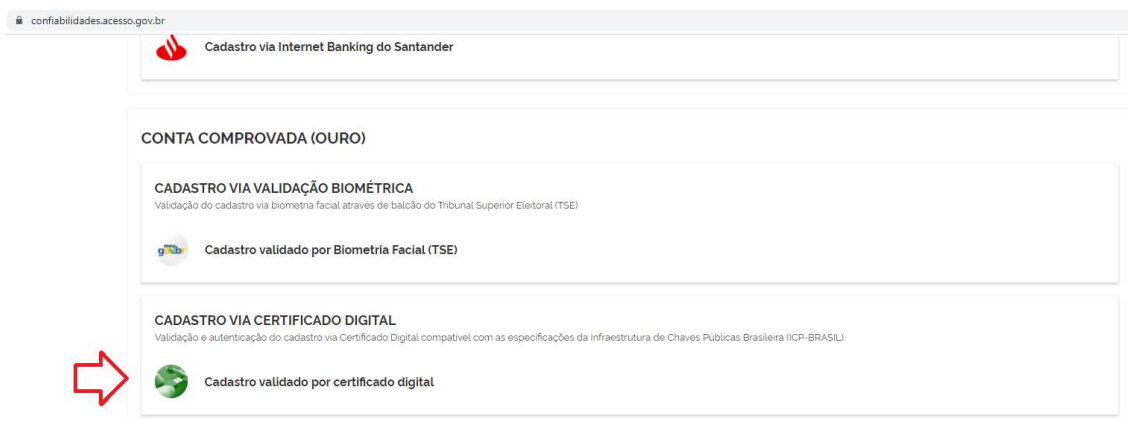 confiabilidades.acesso.gov.br
Cadastro via Internet Banking do Santander
CONTA COMPROVADA (OURO)
CADASTRO VIA VALIDAÇÃO BIOMÉTRICA
Validação do cadastro via biometria facial através de balcão do Tribunal Superior Eleitoral (TSE)
govbr
Cadastro validado por Biometria Facial (TSE)
CADASTRO VIA CERTIFICADO DIGITAL
Validação e autenticação do cadastro via Certificado Digital compatível com as especificações da Infraestrutura de Chaves Públicas Brasileira (ICP-BRASIL).
Cadastro validado por certificado digital